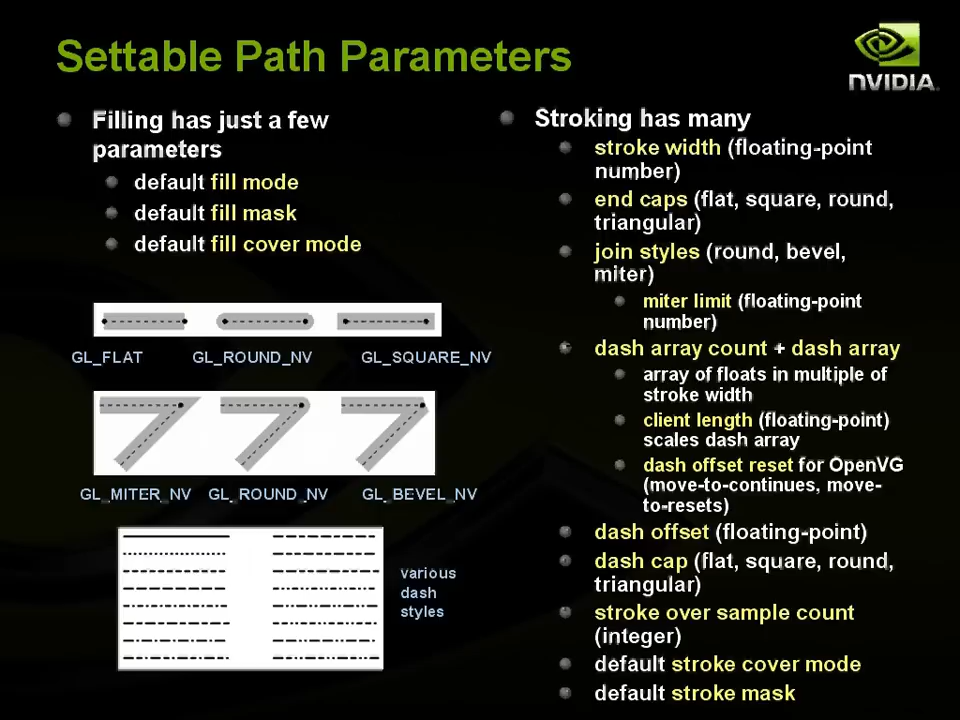 Settable Path Parameters
NVIDIA.
Filling has just a few
parameters
default fill mode
default fill mask
default fill cover mode
GL_FLAT GL_ROUND_NV GL_SQUARE_NV
GL_MITER_NV GL_ROUND_NV GL_BEVEL_NV
various
dash
styles
Stroking has many
stroke width (floating-point
number)
end caps (flat, square, round,
triangular)
join styles (round, bevel,
miter)
miter limit (floating-point
number)
dash array count + dash array
array of floats in multiple of
stroke width
client length (floating-point)
scales dash array
dash offset reset for OpenVG
(move-to-continues, move-
to-resets)
dash offset (floating-point)
dash cap (flat, square, round,
triangular)
stroke over sample count
(integer)
default stroke cover mode
default stroke mask